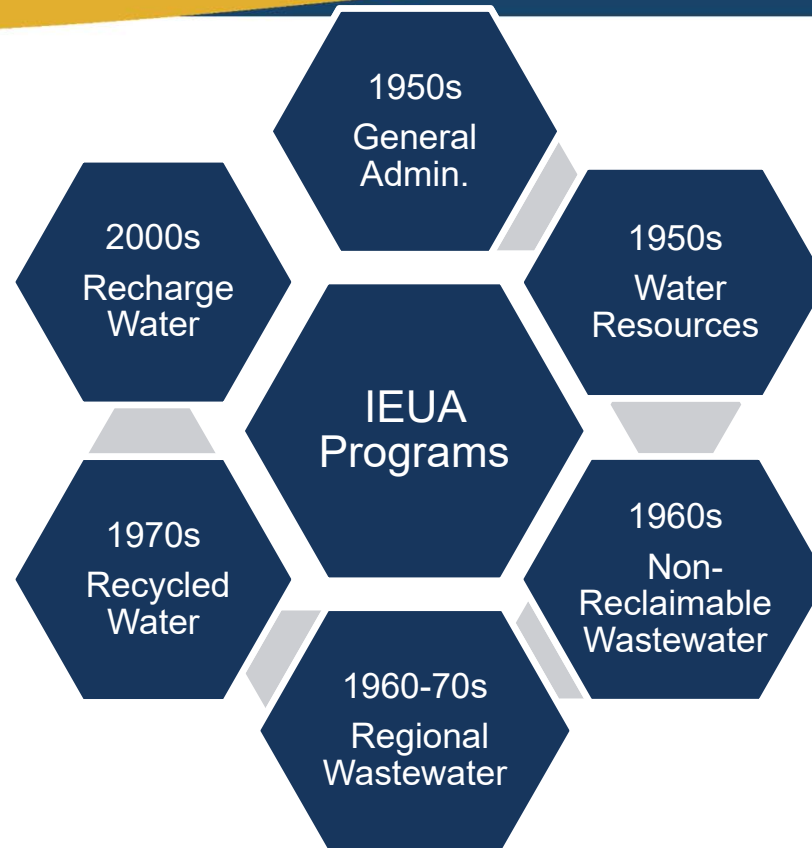 1950s
General
Admin.
1950s
Water
Resources
1960s
Non-
Reclaimable
Wastewater
1960-70s
Regional
Wastewater
1970s
Recycled
Water
2000s
Recharge
Water
IEUA
Programs